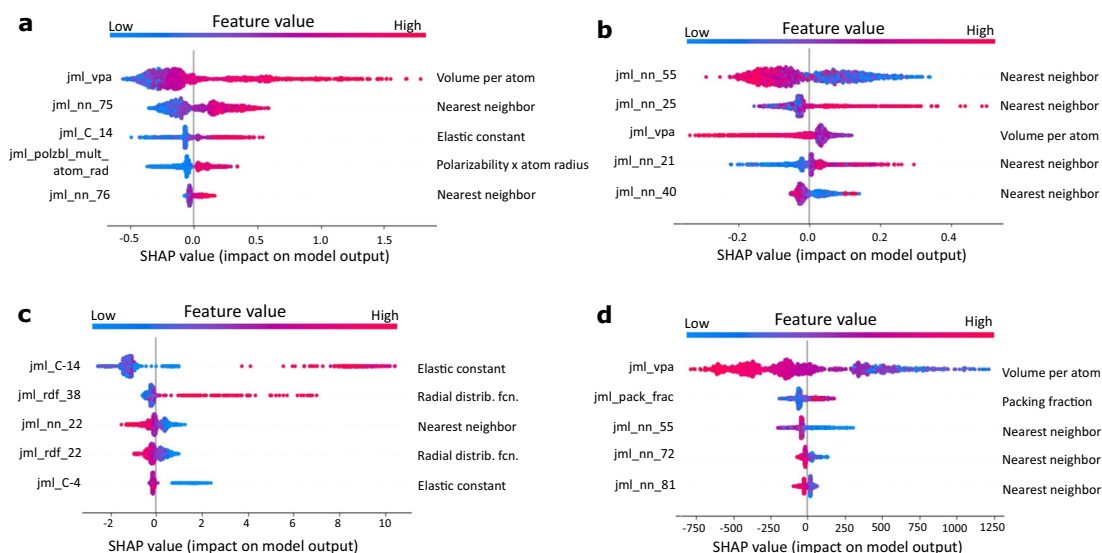 a
Low Feature value High
jml_vpa Volume per atom
jml_nn_75 Nearest neighbor
jml_C_14 Elastic constant
jml_polzbl_mult_
atom_rad Polarizability x atom radius
jml_nn_76 Nearest neighbor
-0.5 0.0 0.5 1.0 1.5
SHAP value (impact on model output)
b
Low Feature value High
jml_nn_55 Nearest neighbor
jml_nn_25 Nearest neighbor
jml_vpa Volume per atom
jml_nn_21 Nearest neighbor
jml_nn_40 Nearest neighbor
-0.2 0.0 0.2 0.4
SHAP value (impact on model output)
c
Low Feature value High
jml_C-14 Elastic constant
jml_rdf_38 Radial distrib. fcn.
jml_nn_22 Nearest neighbor
jml_rdf_22 Radial distrib. fcn.
jml_C-4 Elastic constant
-2 0 2 4 6 8 10
SHAP value (impact on model output)
d
Low Feature value High
jml_vpa Volume per atom
jml_pack_frac Packing fraction
jml_nn_55 Nearest neighbor
jml_nn_72 Nearest neighbor
jml_nn_81 Nearest neighbor
-750 -500 -250 0 250 500 750 1000 1250
SHAP value (impact on model output)